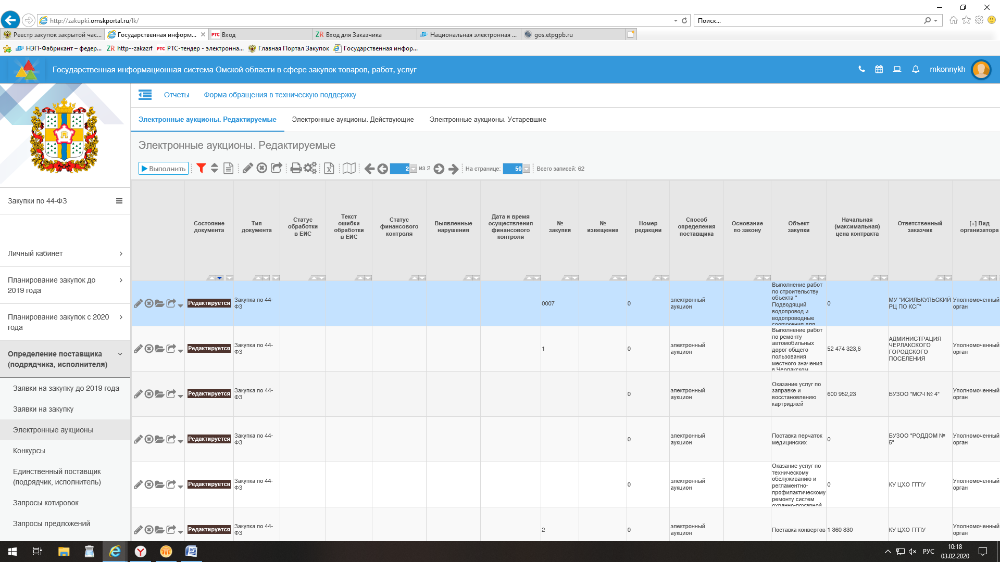 http://zakupki.omskportal.ru/lk/
Поиск...
Реестр закупок закрытой час...
Государственная информ...
РТС Вход
ZR Вход для Заказчика
Национальная электронная ...
gos.etpgpb.ru
НЭП-Фабрикант – федер...
ZR http--zakazrf
РТС РТС-тендер - электронна...
Главная Портал Закупок
Государственная инфор...
Государственная информационная система Омской области в сфере закупок товаров, работ, услуг
mkonnykh
Отчеты
Форма обращения в техническую поддержку
Электронные аукционы. Редактируемые
Электронные аукционы. Действующие
Электронные аукционы. Устаревшие
Электронные аукционы. Редактируемые
Выполнить
2 из 2
На странице: 50
Всего записей: 62
Закупки по 44-ФЗ
Личный кабинет
Планирование закупок до
2019 года
Планирование закупок с 2020
года
Определение поставщика
(подрядчика, исполнителя)
Заявки на закупку до 2019 года
Заявки на закупку
Электронные аукционы
Конкурсы
Единственный поставщик
(подрядчик, исполнитель)
Запросы котировок
Запросы предложений
Состояние
документа
Тип
документа
Статус
обработки
в ЕИС
Текст
ошибки
обработки
в ЕИС
Статус
финансового
контроля
Выявленные
нарушения
Дата и время
осуществления
финансового
контроля
№
закупки
№
извещения
Номер
редакции
Способ
определения
поставщика
Основание
по закону
Объект
закупки
Начальная
(максимальная)
цена контракта
Ответственный
заказчик
[+] Вид
организатора
Редактируется
Закупка по 44-
ФЗ
0007
0
электронный
аукцион
Выполнение работ
по строительству
объекта "
Подводящий
водопровод и
водопроводные
сооружения для
0
МУ "ИСИЛЬКУЛЬСКИЙ
РЦ ПО КСГ"
Уполномоченный
орган
Редактируется
Закупка по 44-
ФЗ
1
0
электронный
аукцион
Выполнение работ
по ремонту
автомобильных
дорог общего
пользования
местного значения
в Черлакском
52 474 323,6
АДМИНИСТРАЦИЯ
ЧЕРЛАКСКОГО
ГОРОДСКОГО
ПОСЕЛЕНИЯ
Уполномоченный
орган
Редактируется
Закупка по 44-
ФЗ
0
электронный
аукцион
Оказание услуг по
заправке и
восстановлению
картриджей
600 952,23
БУЗОО "МСЧ № 4"
Уполномоченный
орган
Редактируется
Закупка по 44-
ФЗ
0
электронный
аукцион
Поставка перчаток
медицинских
0
БУЗОО "РОДДОМ №
5"
Уполномоченный
орган
Редактируется
Закупка по 44-
ФЗ
0
электронный
аукцион
Оказание услуг по
техническому
обслуживанию и
регламентно-
профилактическому
ремонту систем
охранно-пожарной
0
КУ ЦХО ГГПУ
Уполномоченный
орган
Редактируется
Закупка по 44-
ФЗ
2
0
электронный
аукцион
Поставка конвертов
1 360 830
КУ ЦХО ГГПУ
Уполномоченный
орган
РУС
10:18
03.02.2020